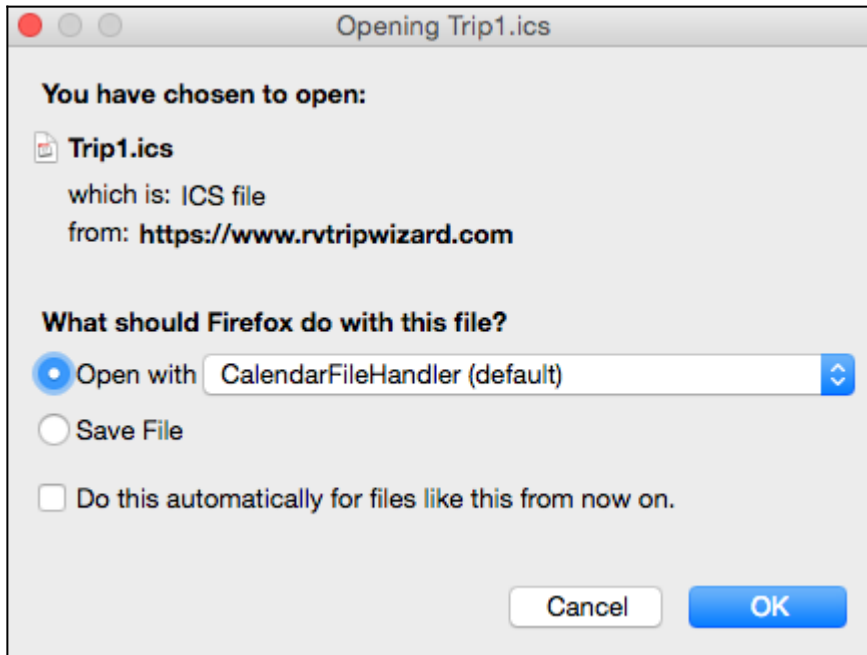 Opening Trip1.ics
You have chosen to open:
Trip1.ics
which is: ICS file
from: https://www.rvtripwizard.com
What should Firefox do with this file?
Open with CalendarFileHandler (default)
Save File
Do this automatically for files like this from now on.
Cancel OK